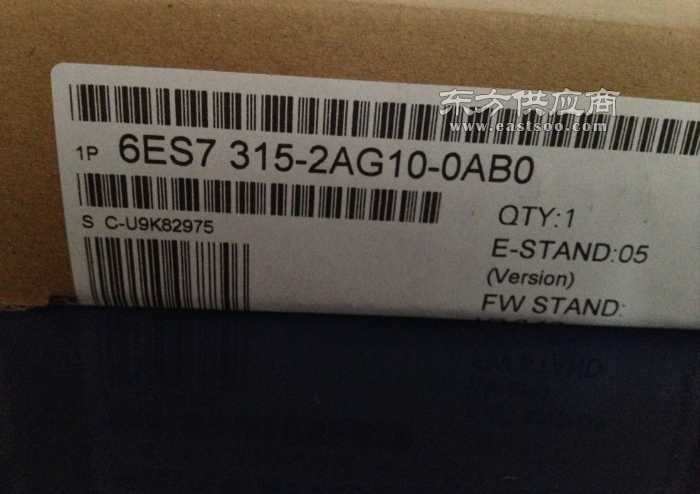 东方供应商
www.eastsoo.com
1P 6ES7 315-2AG10-0AB0
S C-U9K82975
QTY:1
E-STAND:05
(Version)
FW STAND: